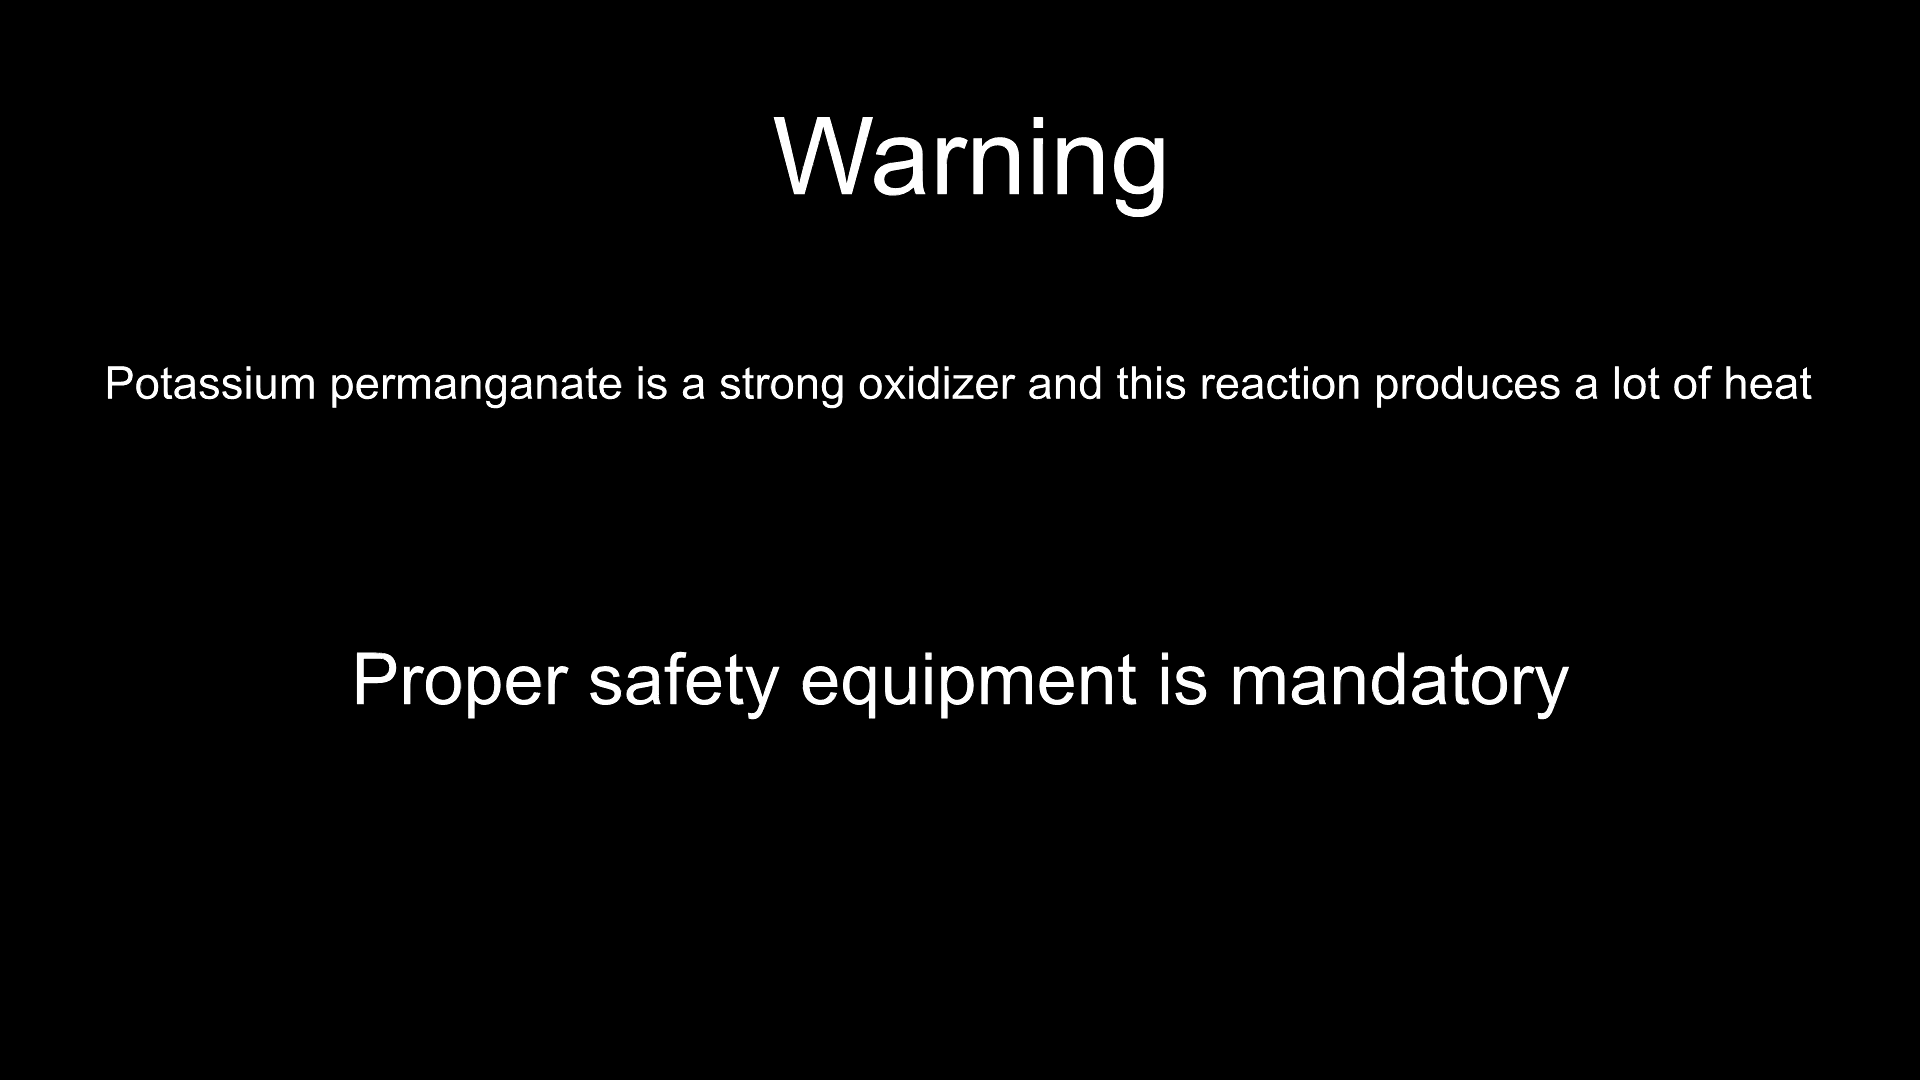 Warning
Potassium permanganate is a strong oxidizer and this reaction produces a lot of heat
Proper safety equipment is mandatory